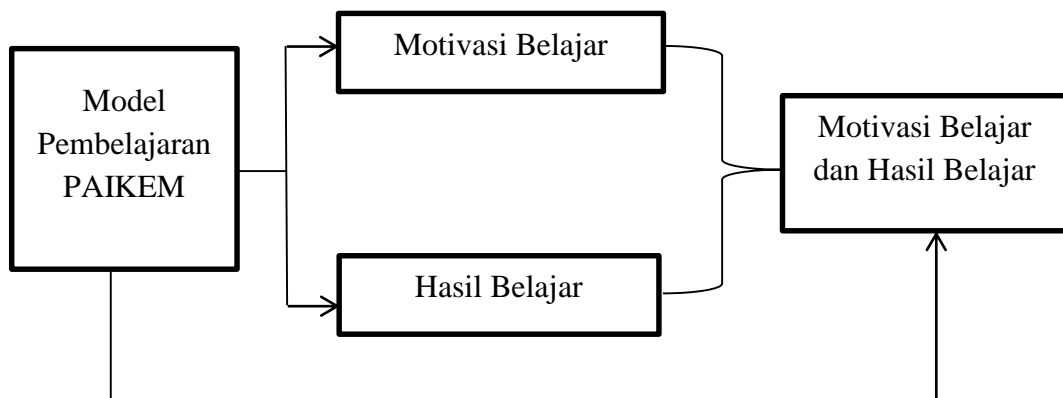 Model
Pembelajaran
PAIKEM
Motivasi Belajar
Hasil Belajar
Motivasi Belajar
dan Hasil Belajar